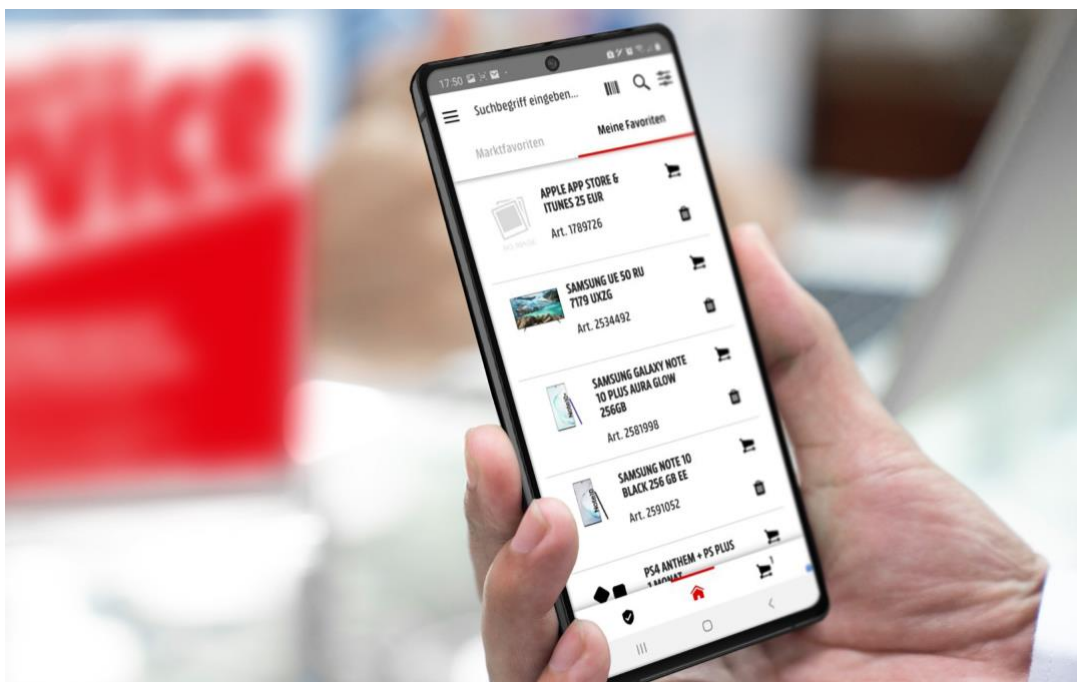 vice
17:50
Suchbegriff eingeben...
Marktfavoriten
Meine Favoriten
APPLE APP STORE &
ITUNES 25 EUR
Art. 1789726
SAMSUNG UE 50 RU
7179 UXZG
Art. 2534492
SAMSUNG GALAXY NOTE
10 PLUS AURA GLOW
256GB
Art. 2581998
SAMSUNG NOTE 10
BLACK 256 GB EE
Art. 2591052
PS4 ANTHEM + PS PLUS
1 MONAT
1